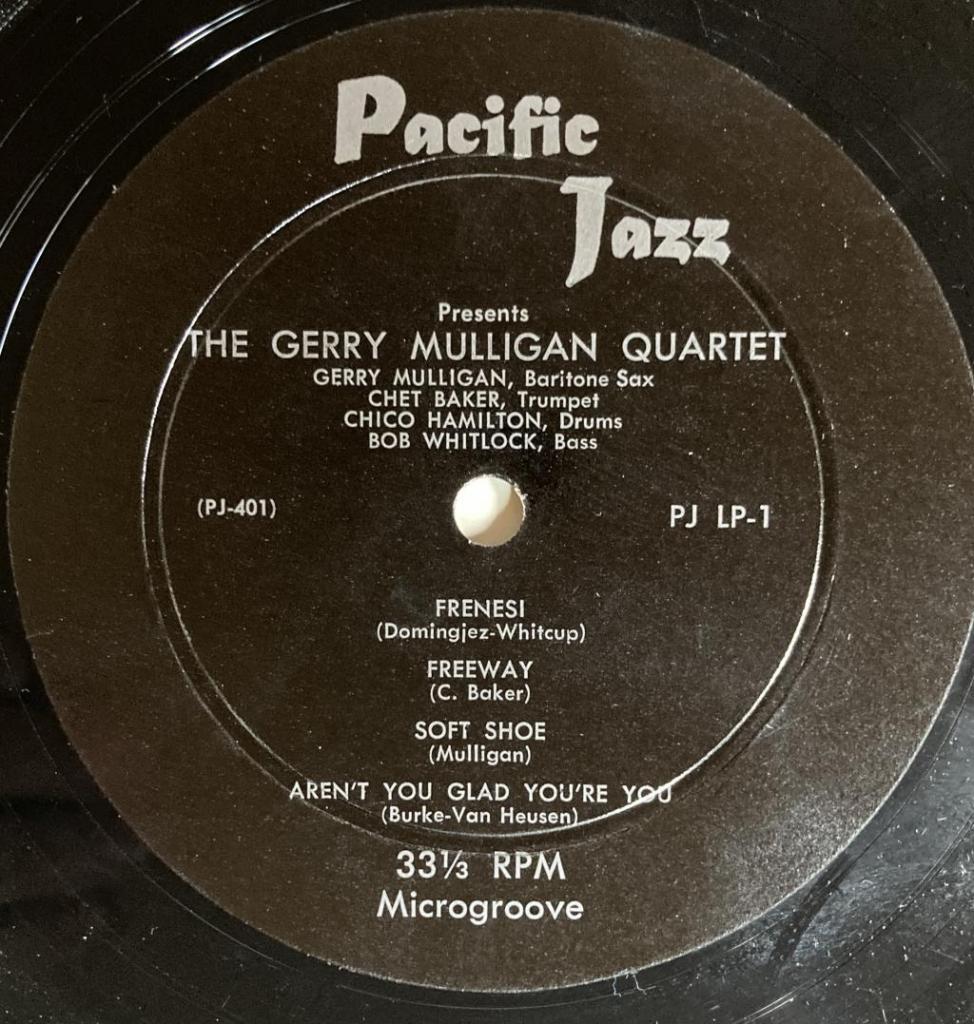 Pacific
Jazz
Presents
THE GERRY MULLIGAN QUARTET
GERRY MULLIGAN, Baritone Sax
CHET BAKER, Trumpet
CHICO HAMILTON, Drums
BOB WHITLOCK, Bass
(PJ-401) PJ LP-1
FRENESI
(Domingjez-Whitcup)
FREEWAY
(C. Baker)
SOFT SHOE
(Mulligan)
AREN'T YOU GLAD YOU'RE YOU
(Burke-Van Heusen)
33⅓ RPM
Microgroove